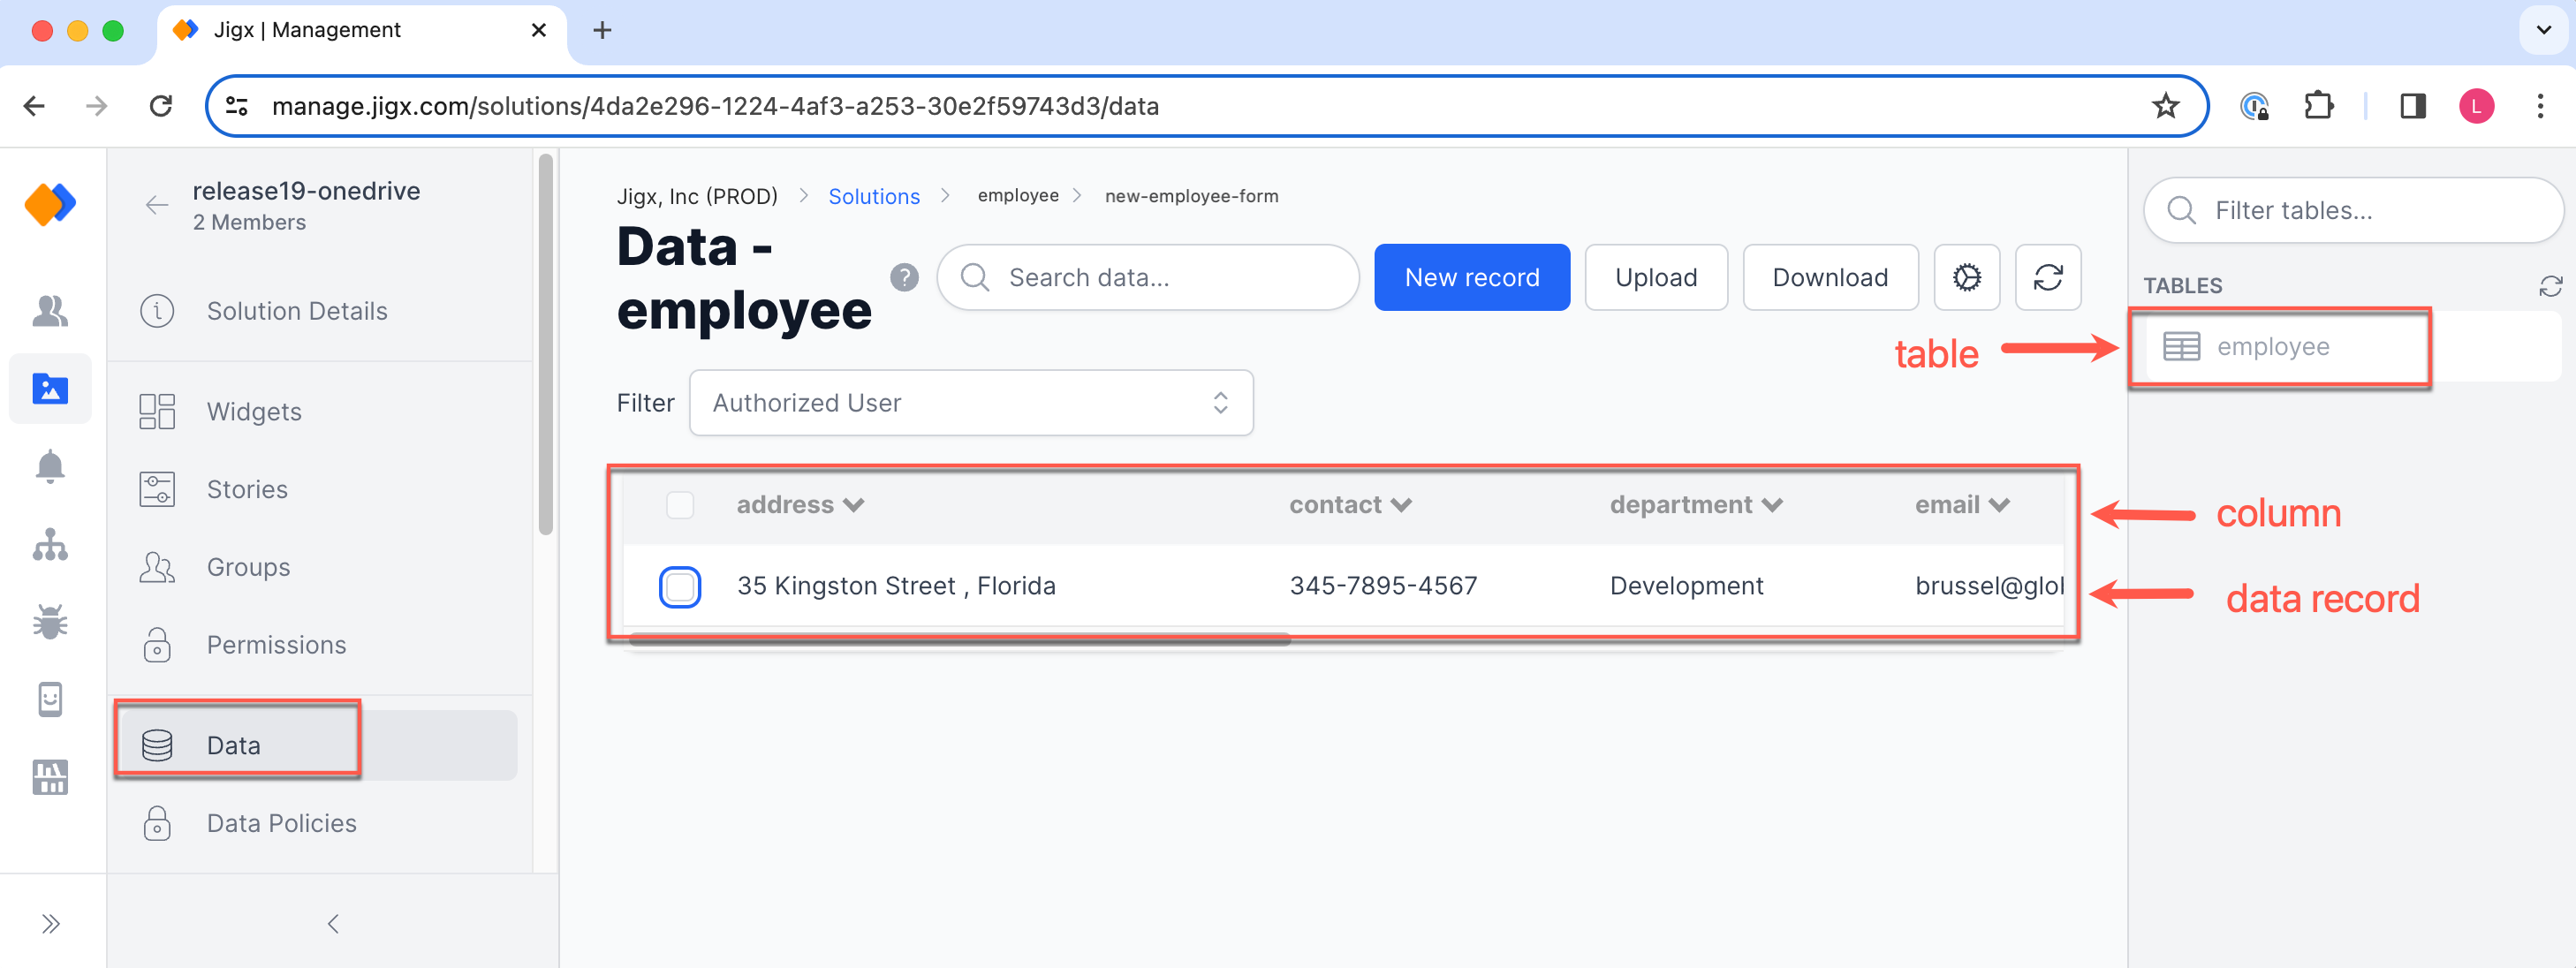 Jigx | Management
manage.jigx.com/solutions/4da2e296-1224-4af3-a253-30e2f59743d3/data
L
release19-onedrive
2 Members
Solution Details
Widgets
Stories
Groups
Permissions
Data
Data Policies
Jigx, Inc (PROD) > Solutions > employee > new-employee-form
Data -
employee
?
Search data...
New record
Upload
Download
Filter
Authorized User
address
contact
department
email
35 Kingston Street , Florida
345-7895-4567
Development
brussel@glol
Filter tables...
TABLES
employee
table
column
data record